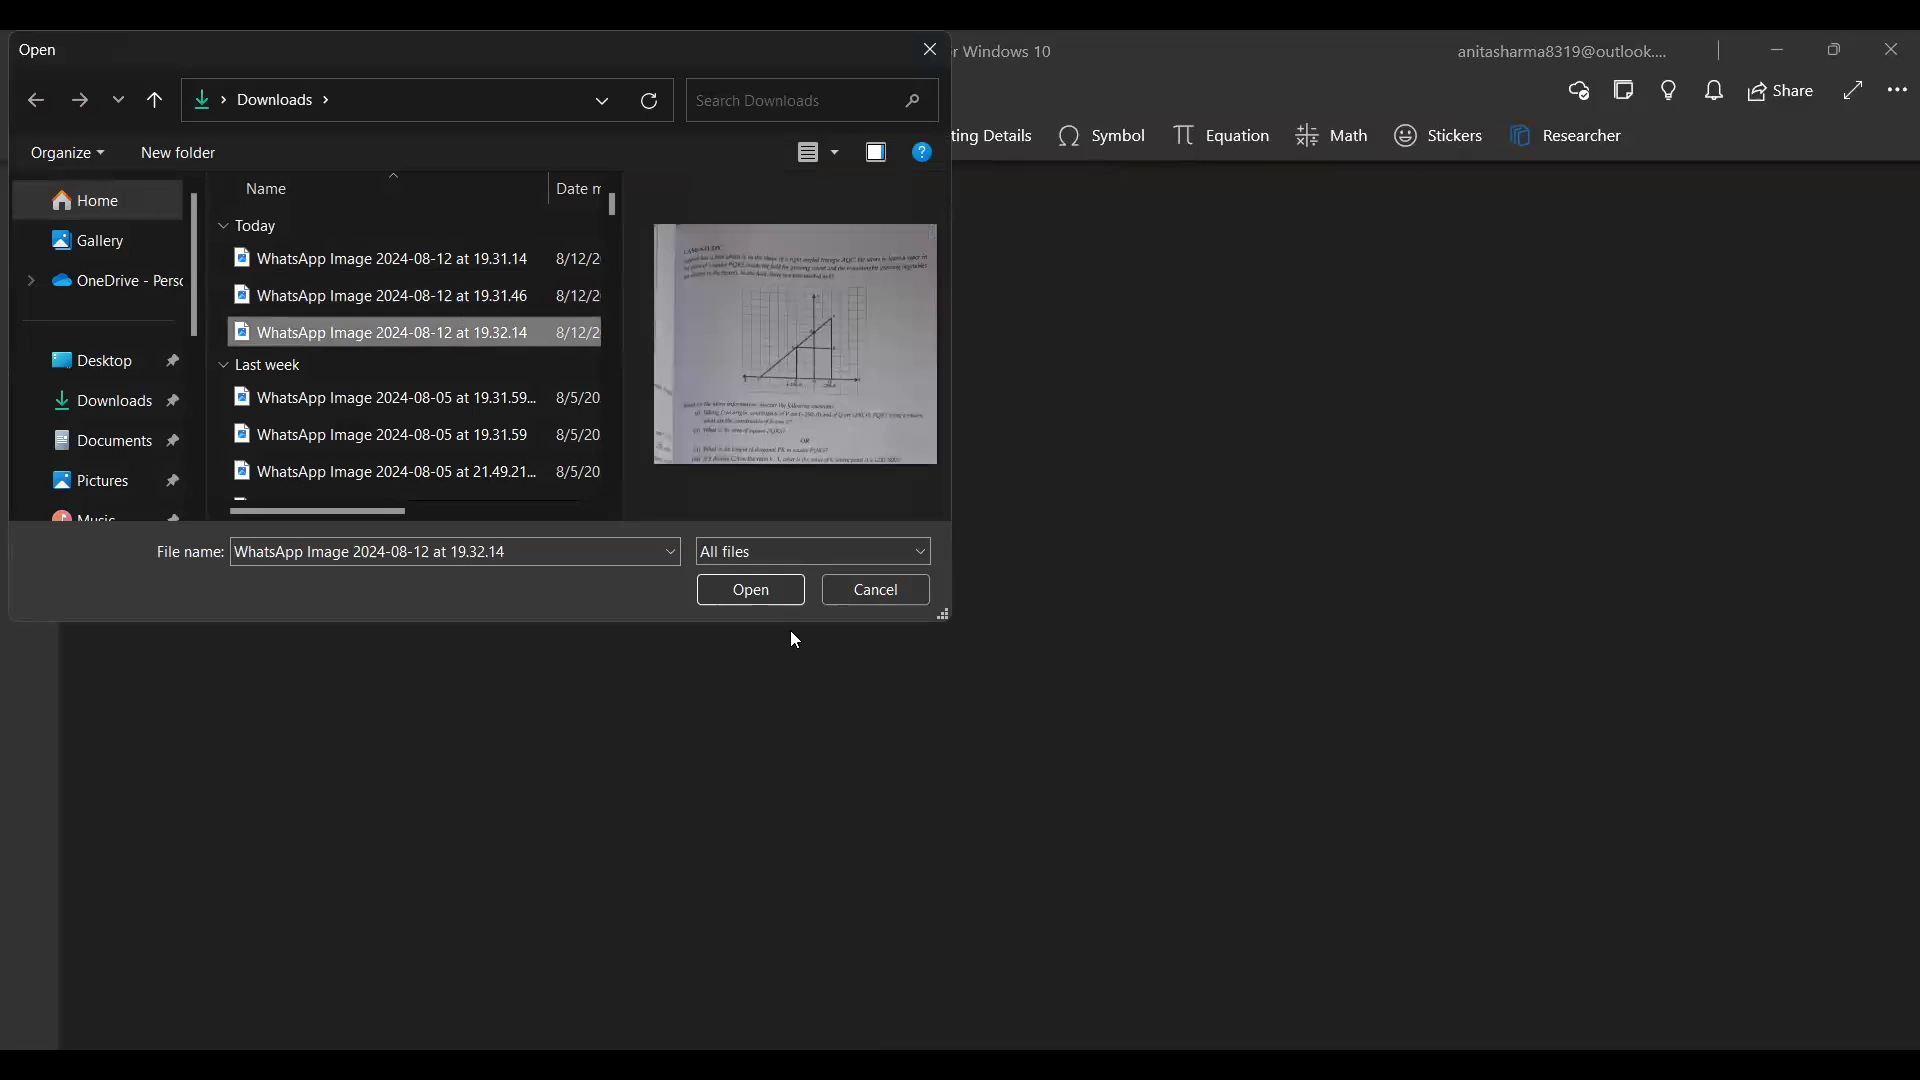 Open
r Windows 10
anitasharma8319@outlook....
Downloads
Search Downloads
Share
Organize
New folder
ting Details
Symbol
Equation
Math
Stickers
Researcher
Home
Gallery
OneDrive - Persc
Desktop
Downloads
Documents
Pictures
Music
Name
Date m
Today
WhatsApp Image 2024-08-12 at 19.31.14 8/12/2
WhatsApp Image 2024-08-12 at 19.31.46 8/12/2
WhatsApp Image 2024-08-12 at 19.32.14 8/12/2
Last week
WhatsApp Image 2024-08-05 at 19.31.59... 8/5/20
WhatsApp Image 2024-08-05 at 19.31.59 8/5/20
WhatsApp Image 2024-08-05 at 21.49.21... 8/5/20
OR
File name: WhatsApp Image 2024-08-12 at 19.32.14
All files
Open
Cancel